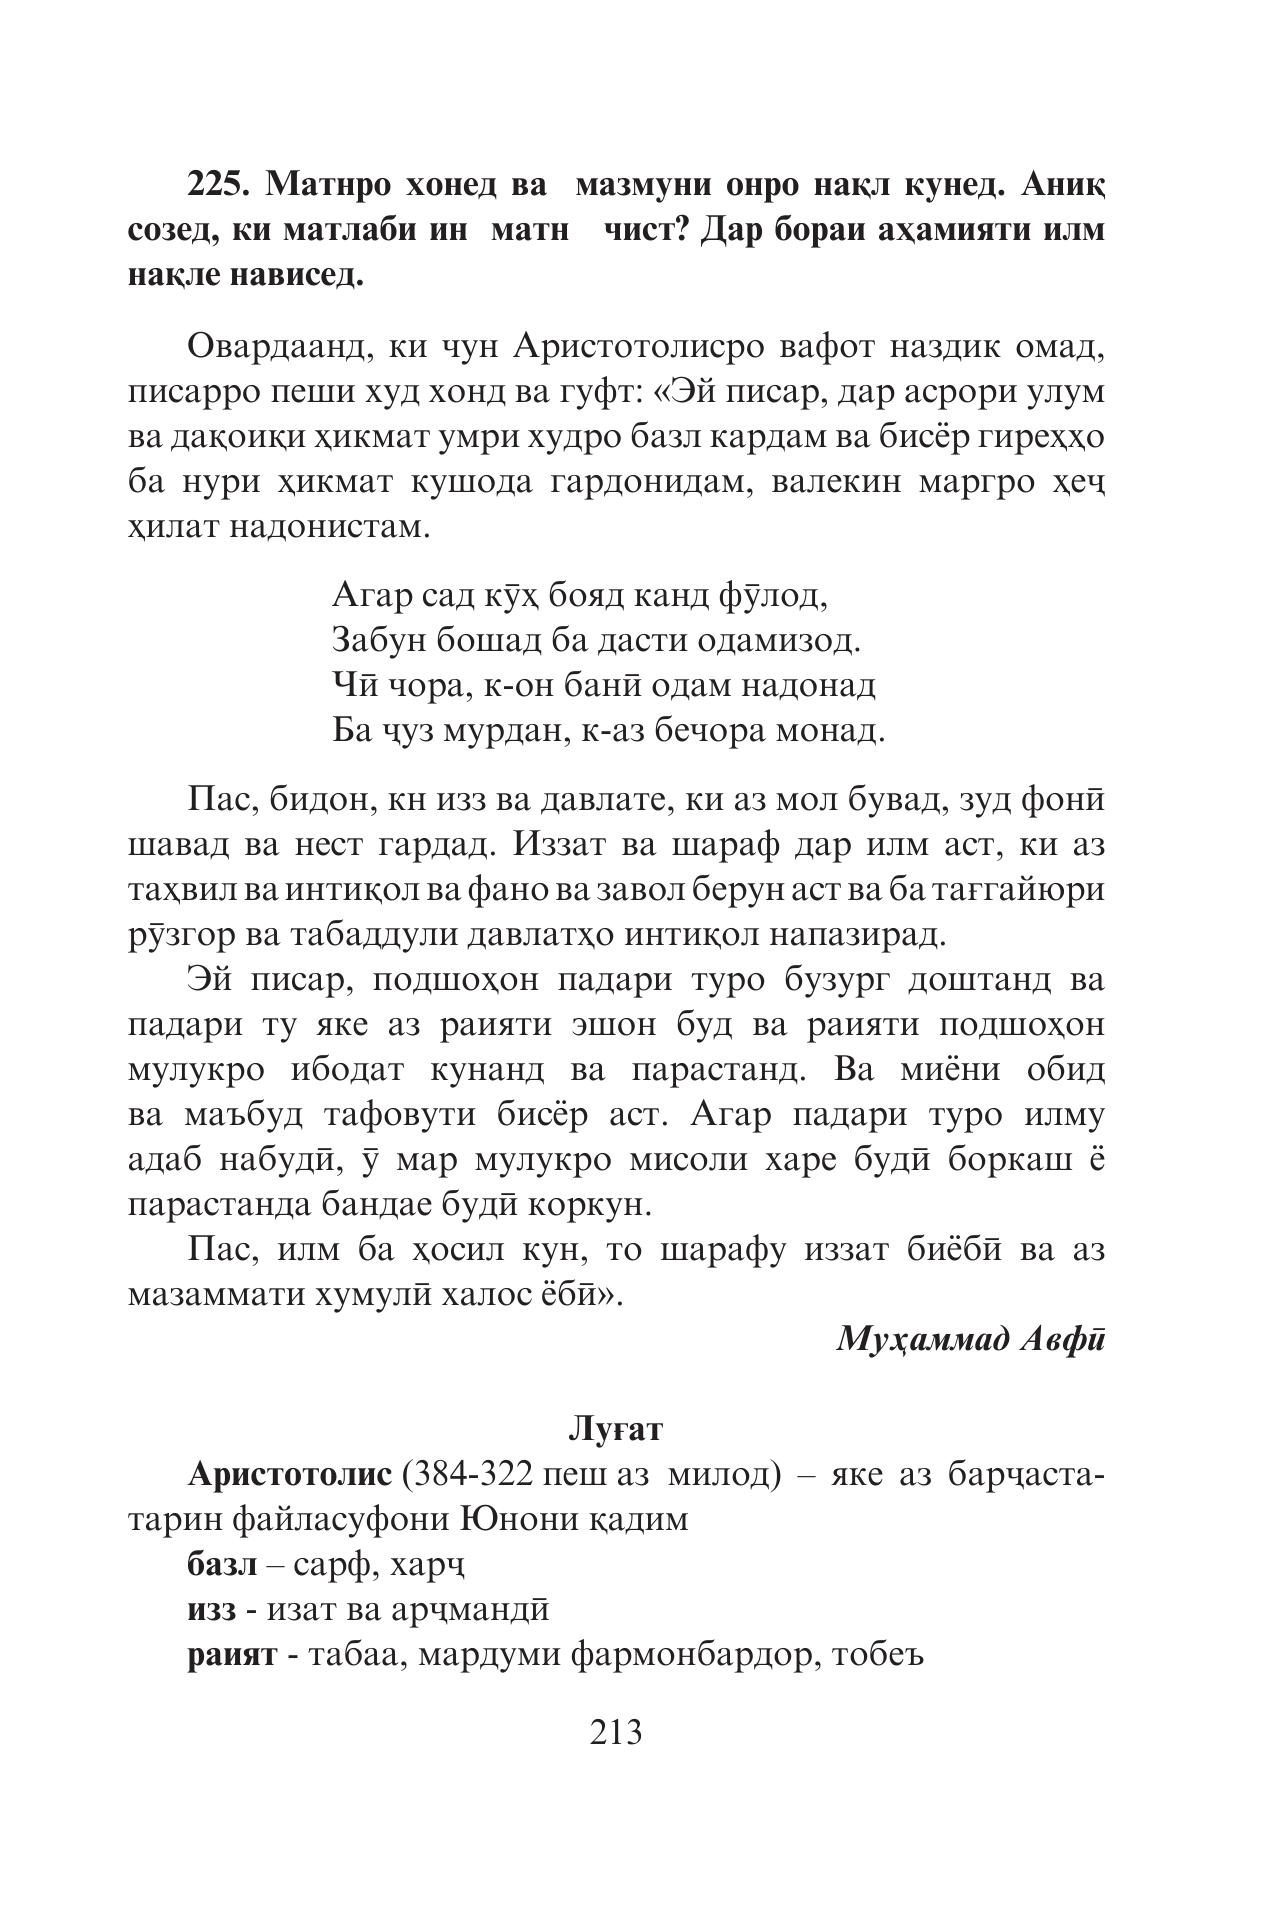 225. Матнро хонед ва мазмуни онро нақл кунед. Аниқ
созед, ки матлаби ин матн чист? Дар бораи аҳамияти илм
нақле нависед.
Овардаанд, ки чун Аристотолисро вафот наздик омад,
писарро пеши худ хонд ва гуфт: «Эй писар, дар асрори улум
ва дақоиқи ҳикмат умри худро базл кардам ва бисёр гиреҳҳо
ба нури ҳикмат кушода гардонидам, валекин маргро ҳеҷ
ҳилат надонистам.
Агар сад кӯҳ бояд канд фӯлод,
Забун бошад ба дасти одамизод.
Чӣ чора, к-он банӣ одам надонад
Ба ҷуз мурдан, к-аз бечора монад.
Пас, бидон, кн изз ва давлате, ки аз мол бувад, зуд фонӣ
шавад ва нест гардад. Иззат ва шараф дар илм аст, ки аз
таҳвил ва интиқол ва фано ва завол берун аст ва ба тағгайюри
рӯзгор ва табаддули давлатҳо интиқол напазирад.
Эй писар, подшоҳон падари туро бузург доштанд ва
падари ту яке аз раияти эшон буд ва раияти подшоҳон
мулукро ибодат кунанд ва парастанд. Ва миёни обид
ва маъбуд тафовути бисёр аст. Агар падари туро илму
адаб набудӣ, ӯ мар мулукро мисоли харе будӣ боркаш ё
парастанда бандае будӣ коркун.
Пас, илм ба ҳосил кун, то шарафу иззат биёбӣ ва аз
мазаммати хумулӣ халос ёбӣ».
Муҳаммад Авфӣ
Луғат
Аристотолис (384-322 пеш аз милод) – яке аз барҷаста-
тарин файласуфони Юнони қадим
базл – сарф, харҷ
изз - изат ва арҷмандӣ
раият - табаа, мардуми фармонбардор, тобеъ
213